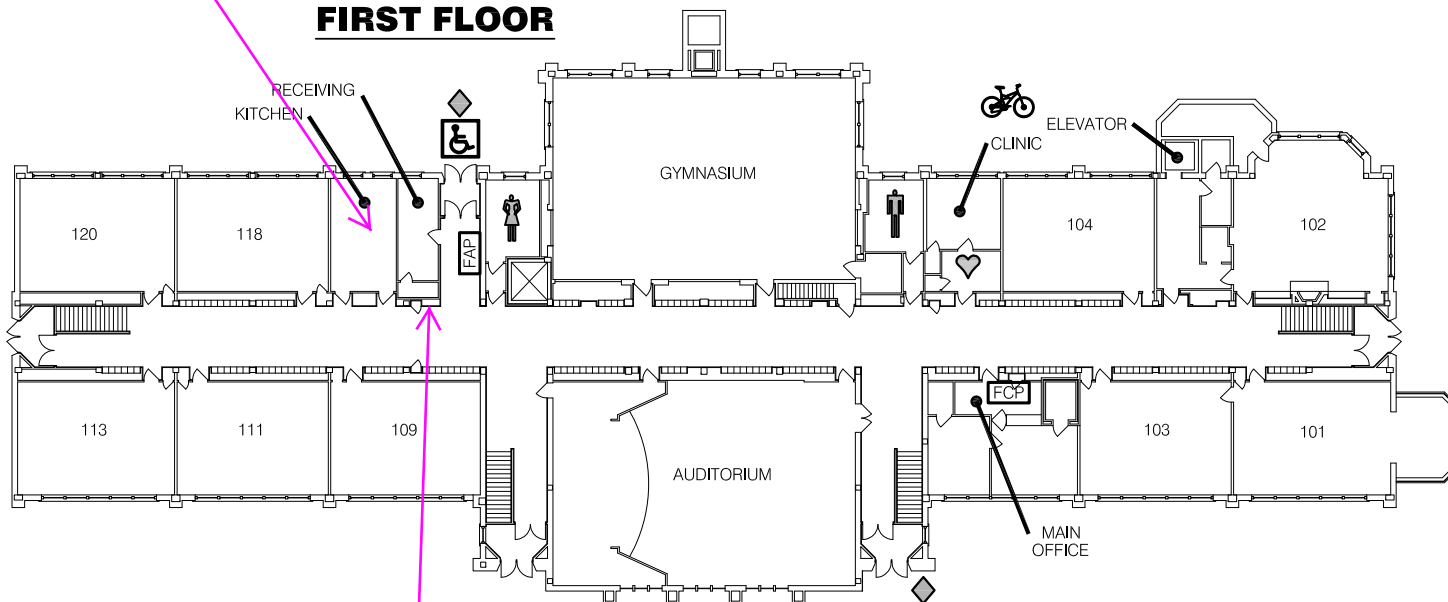 FIRST FLOOR
RECEIVING
KITCHEN
ELEVATOR
CLINIC
GYMNASIUM
120
118
FAP
104
102
113
111
109
AUDITORIUM
FCP
103
101
MAIN
OFFICE